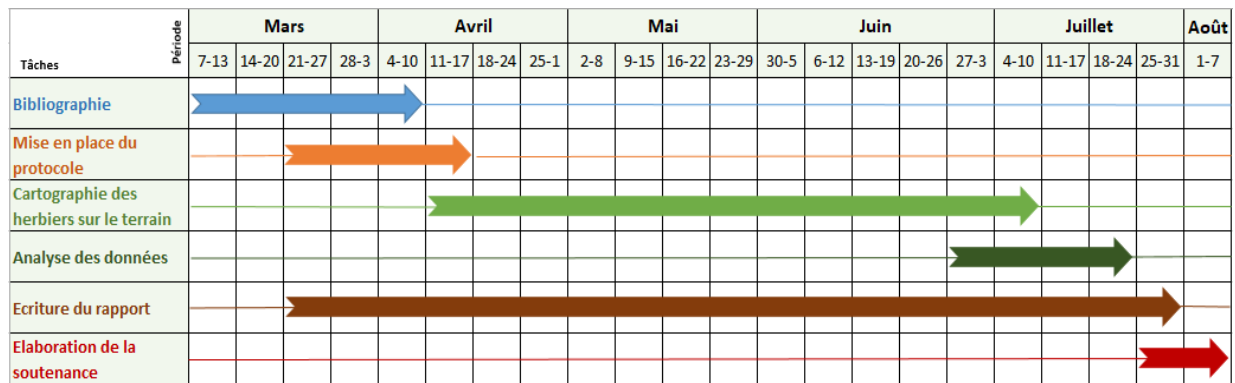 Période
Mars Avril Mai Juin Juillet Août
Tâches
7-13 14-20 21-27 28-3 4-10 11-17 18-24 25-1 2-8 9-15 16-22 23-29 30-5 6-12 13-19 20-26 27-3 4-10 11-17 18-24 25-31 1-7
Bibliographie
Mise en place du
protocole
Cartographie des
herbiers sur le terrain
Analyse des données
Ecriture du rapport
Elaboration de la
soutenance